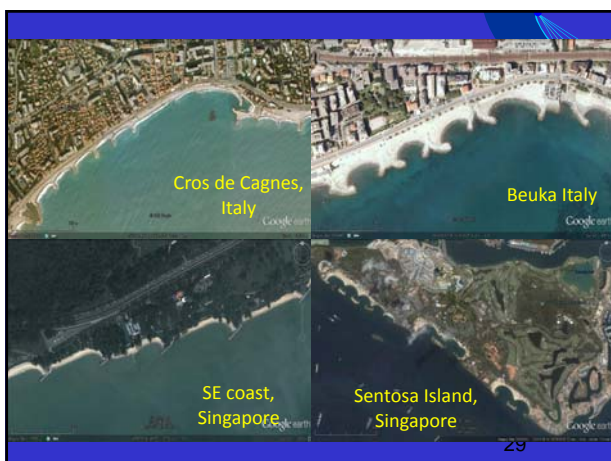 Cros de Cagnes,
Italy
Google earth
Beuka Italy
Google earth
SE coast,
Singapore
Google earth
Sentosa Island,
Singapore
Google earth
29